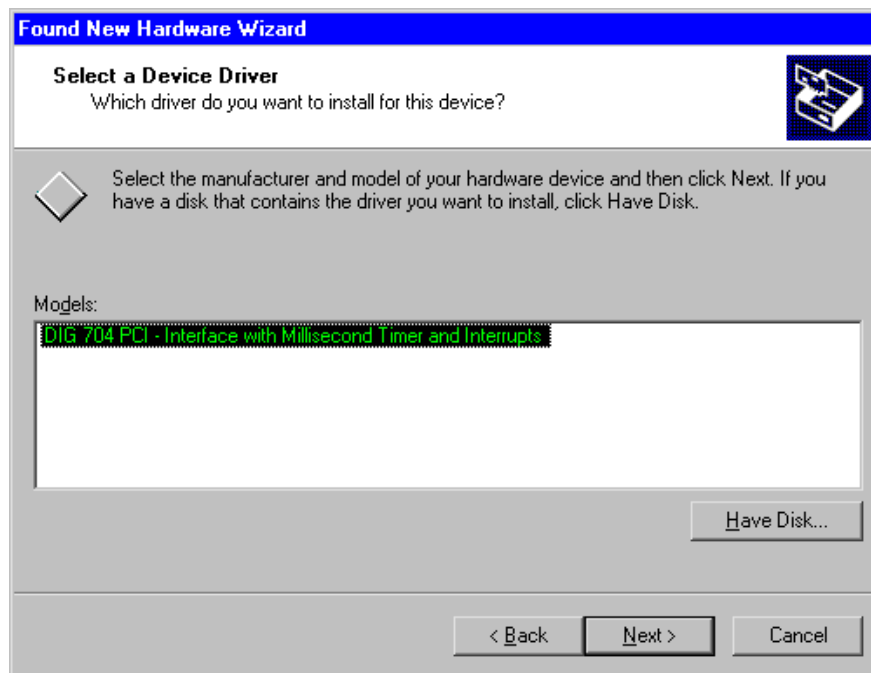 Found New Hardware Wizard
Select a Device Driver
Which driver do you want to install for this device?
Select the manufacturer and model of your hardware device and then click Next. If you
have a disk that contains the driver you want to install, click Have Disk.
Models:
DIG 704 PCI - Interface with Millisecond Timer and Interrupts
Have Disk...
< Back
Next >
Cancel